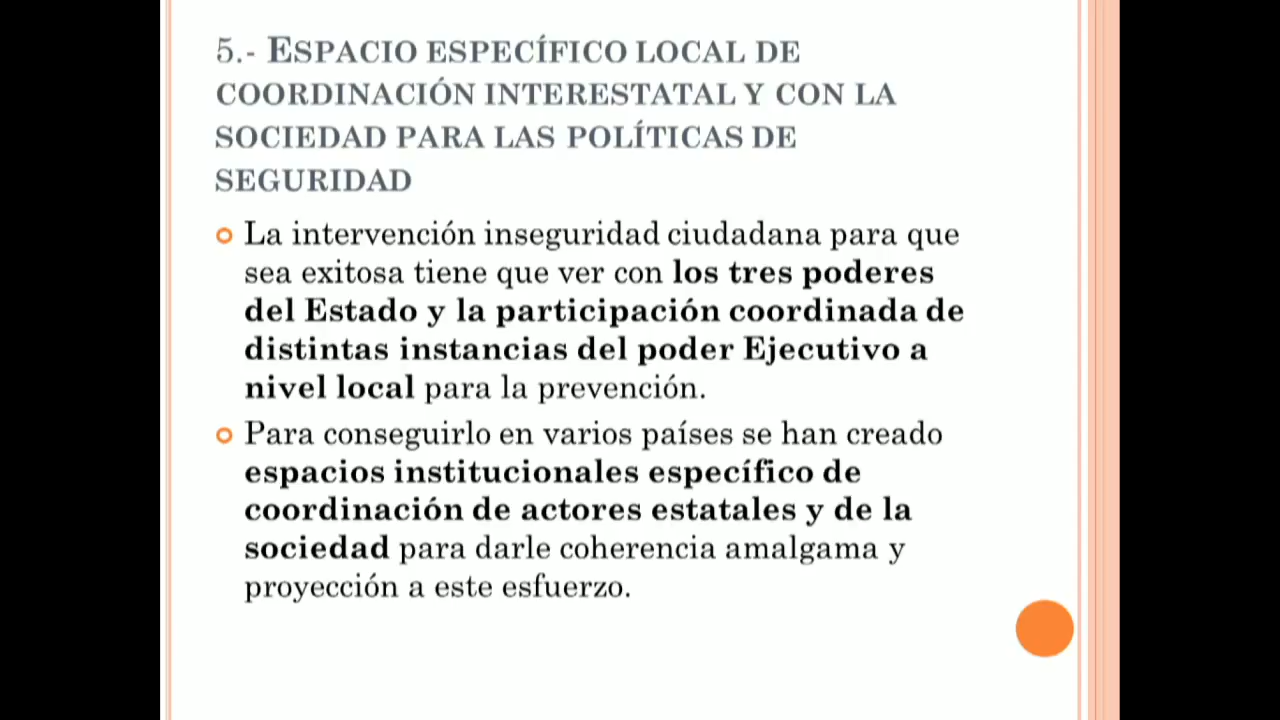 5.- ESPACIO ESPECÍFICO LOCAL DE
COORDINACIÓN INTERESTATAL Y CON LA
SOCIEDAD PARA LAS POLÍTICAS DE
SEGURIDAD
La intervención inseguridad ciudadana para que
sea exitosa tiene que ver con los tres poderes
del Estado y la participación coordinada de
distintas instancias del poder Ejecutivo a
nivel local para la prevención.
Para conseguirlo en varios países se han creado
espacios institucionales específico de
coordinación de actores estatales y de la
sociedad para darle coherencia amalgama y
proyección a este esfuerzo.